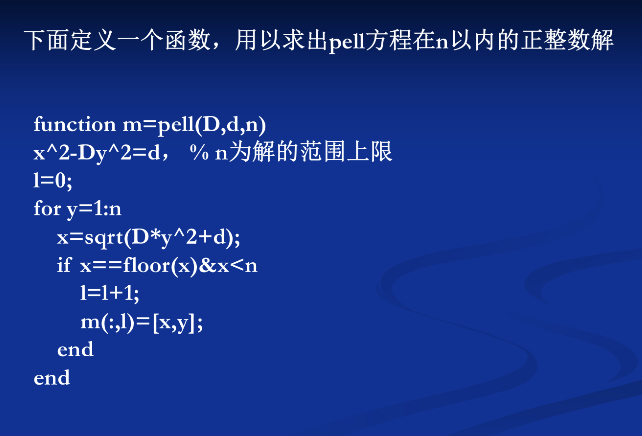 下面定义一个函数，用以求出pell方程在n以内的正整数解
function m=pell(D,d,n)
x^2-Dy^2=d， % n为解的范围上限
l=0;
for y=1:n
x=sqrt(D*y^2+d);
if x==floor(x)&x<n
l=l+1;
m(:,l)=[x,y];
end
end